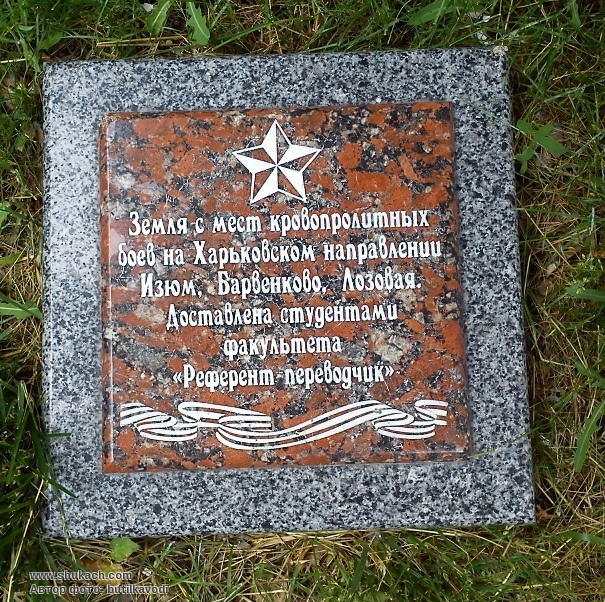 Земля с мест кровопролитных
боев на Харьковском направлении
Изюм, Барвенково, Лозовая.
Доставлена студентами
факультета
«Референт-переводчик»
www.shukach.com
Автор фото: butilkavodi